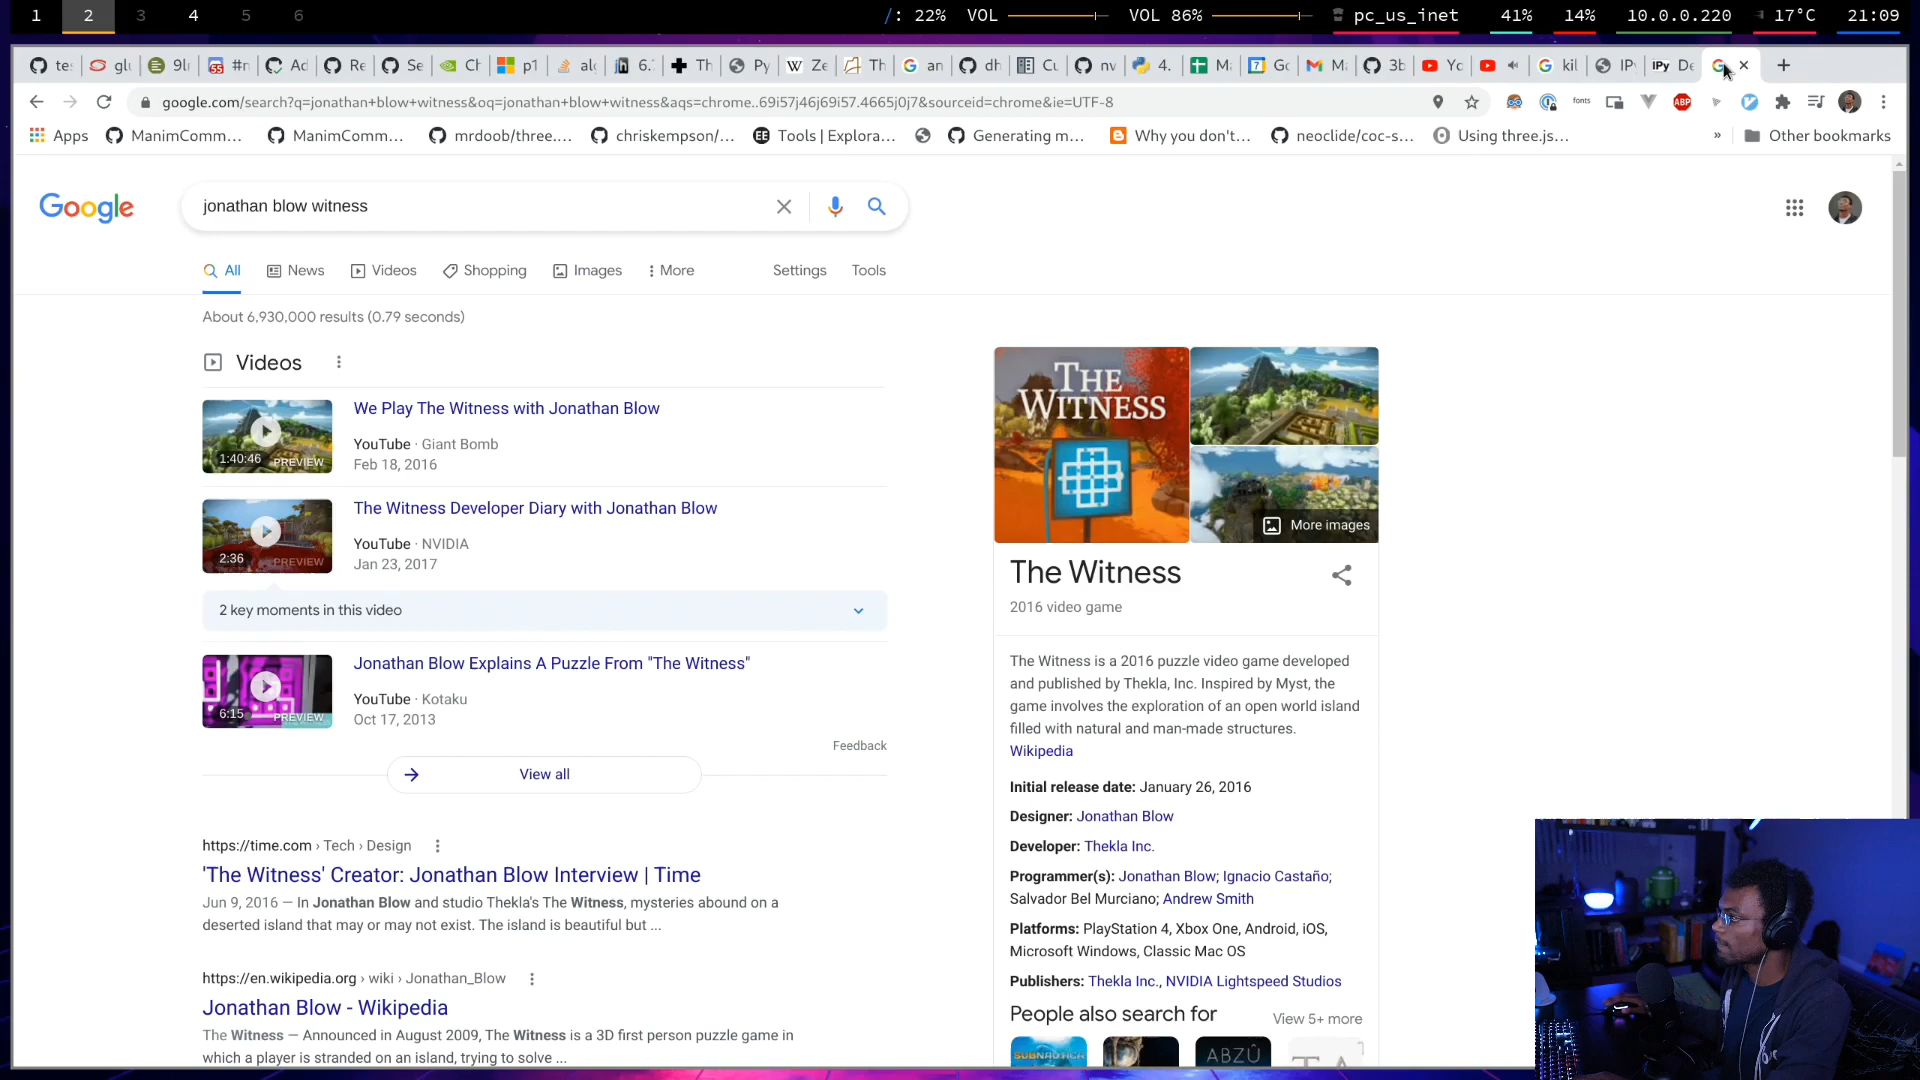 1 2 3 4 5 6 /: 22% VOL VOL 86% pc_us_inet 41% 14% 10.0.0.220 17°C 21:09
google.com/search?q=jonathan+blow+witness&oq=jonathan+blow+witness&aqs=chrome..69i57j46j69i57.4665j0j7&sourceid=chrome&ie=UTF-8
Apps ManimComm... ManimComm... mrdoob/three.... chriskempson/... Tools | Explora... Generating m... Why you don't... neoclide/coc-s... Using three.js... » Other bookmarks
Google
jonathan blow witness
All News Videos Shopping Images More Settings Tools
About 6,930,000 results (0.79 seconds)
Videos
We Play The Witness with Jonathan Blow
YouTube · Giant Bomb
Feb 18, 2016
1:40:46 PREVIEW
The Witness Developer Diary with Jonathan Blow
YouTube · NVIDIA
Jan 23, 2017
2:36 PREVIEW
2 key moments in this video
Jonathan Blow Explains A Puzzle From "The Witness"
YouTube · Kotaku
Oct 17, 2013
6:15 PREVIEW
Feedback
View all
https://time.com › Tech › Design
'The Witness' Creator: Jonathan Blow Interview | Time
Jun 9, 2016 — In Jonathan Blow and studio Thekla's The Witness, mysteries abound on a
deserted island that may or may not exist. The island is beautiful but ...
https://en.wikipedia.org › wiki › Jonathan_Blow
Jonathan Blow - Wikipedia
The Witness — Announced in August 2009, The Witness is a 3D first person puzzle game in
which a player is stranded on an island, trying to solve ...
THE
WITNESS
More images
The Witness
2016 video game
The Witness is a 2016 puzzle video game developed
and published by Thekla, Inc. Inspired by Myst, the
game involves the exploration of an open world island
filled with natural and man-made structures.
Wikipedia
Initial release date: January 26, 2016
Designer: Jonathan Blow
Developer: Thekla Inc.
Programmer(s): Jonathan Blow; Ignacio Castaño;
Salvador Bel Murciano; Andrew Smith
Platforms: PlayStation 4, Xbox One, Android, iOS,
Microsoft Windows, Classic Mac OS
Publishers: Thekla Inc., NVIDIA Lightspeed Studios
People also search for View 5+ more
SUBNAUTICA
ABZÛ